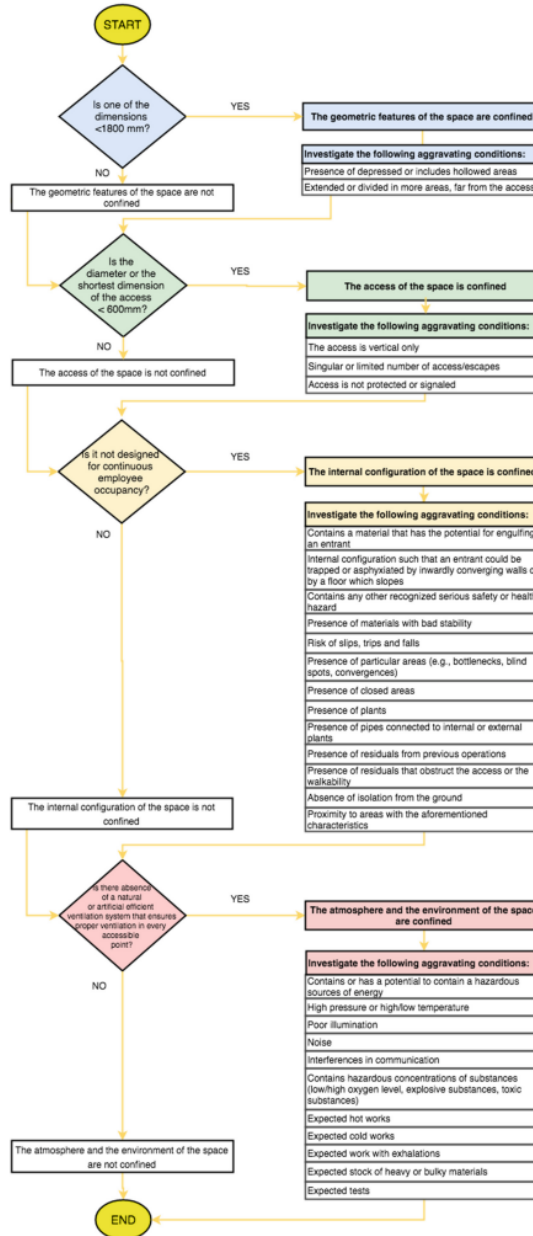 START
Is one of the
dimensions
<1800 mm?
YES
The geometric features of the space are confined
Investigate the following aggravating conditions:
Presence of depressed or includes hollowed areas
Extended or divided in more areas, far from the access
NO
The geometric features of the space are not
confined
Is the
diameter or the
shortest dimension
of the access
< 600mm?
YES
The access of the space is confined
Investigate the following aggravating conditions:
The access is vertical only
Singular or limited number of access/escapes
Access is not protected or signaled
NO
The access of the space is not confined
Is it not designed
for continuous
employee
occupancy?
YES
The internal configuration of the space is confined
Investigate the following aggravating conditions:
Contains a material that has the potential for engulfing
an entrant
Internal configuration such that an entrant could be
trapped or asphyxiated by inwardly converging walls o
by a floor which slopes
Contains any other recognized serious safety or health
hazard
Presence of materials with bad stability
Risk of slips, trips and falls
Presence of particular areas (e.g., bottlenecks, blind
spots, convergences)
Presence of closed areas
Presence of plants
Presence of pipes connected to internal or external
plants
Presence of residuals from previous operations
Presence of residuals that obstruct the access or the
walkability
Absence of isolation from the ground
Proximity to areas with the aforementioned
characteristics
NO
The internal configuration of the space is not
confined
Is there absence
of a natural
or artificial efficient
ventilation system that ensures
proper ventilation in every
accessible
point?
YES
The atmosphere and the environment of the space
are confined
Investigate the following aggravating conditions:
Contains or has a potential to contain a hazardous
sources of energy
High pressure or high/low temperature
Poor illumination
Noise
Interferences in communication
Contains hazardous concentrations of substances
(low/high oxygen level, explosive substances, toxic
substances)
Expected hot works
Expected cold works
Expected work with exhalations
Expected stock of heavy or bulky materials
Expected tests
NO
The atmosphere and the environment of the space
are not confined
END